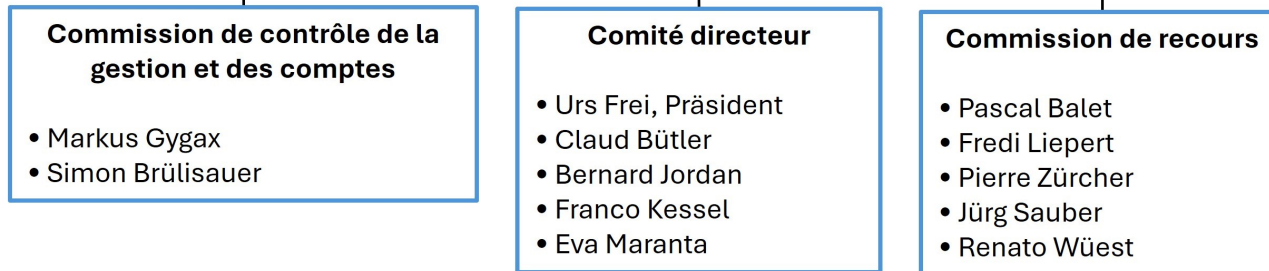 Commission de contrôle de la
gestion et des comptes
• Markus Gygax
• Simon Brülisauer
Comité directeur
• Urs Frei, Präsident
• Claud Bütler
• Bernard Jordan
• Franco Kessel
• Eva Maranta
Commission de recours
• Pascal Balet
• Fredi Liepert
• Pierre Zürcher
• Jürg Sauber
• Renato Wüest